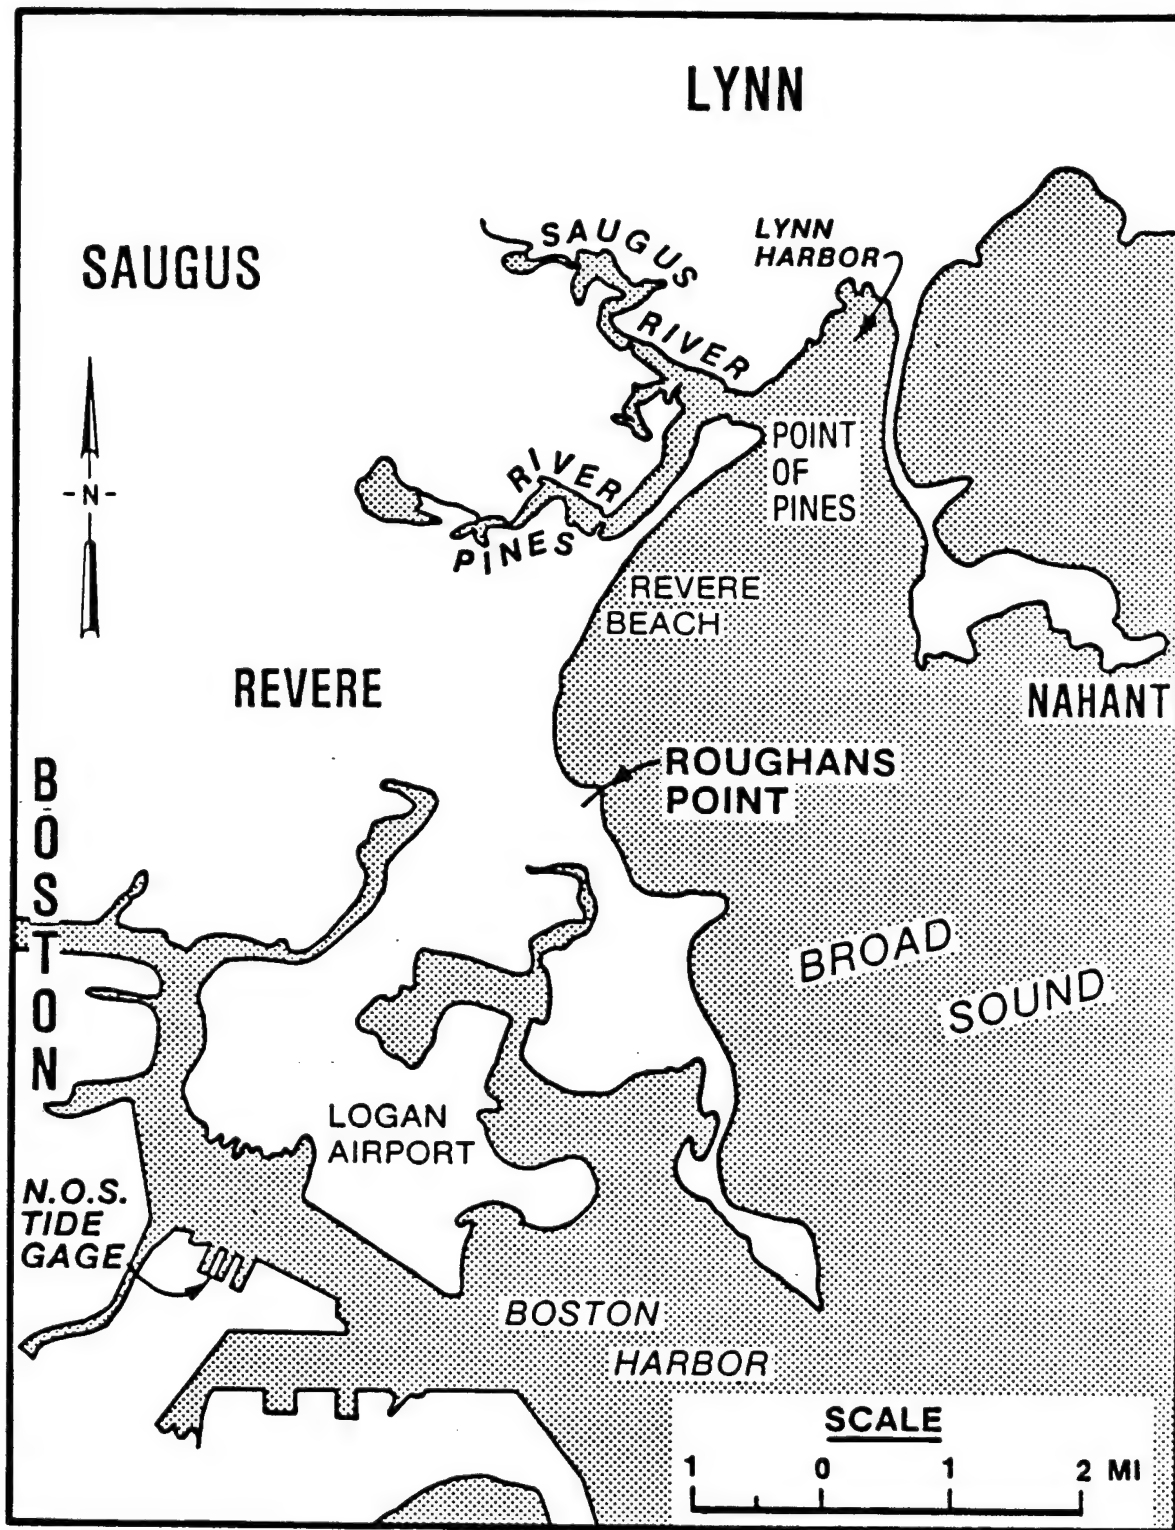 LYNN
SAUGUS
RIVER
LYNN
HARBOR
SAUGUS
POINT
OF
PINES
-N-
RIVER
PINES
REVERE
BEACH
REVERE
NAHANT
ROUGHANS
POINT
BOSTON
BROAD
SOUND
LOGAN
AIRPORT
N.O.S.
TIDE
GAGE
BOSTON
HARBOR
SCALE
1 0 1 2 MI